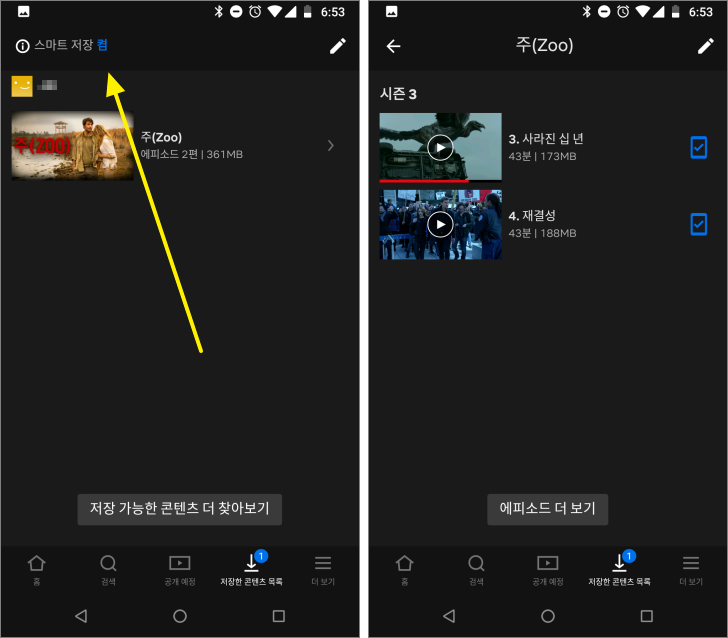 6:53
스마트 저장 켬
주(ZOO)
주(Zoo)
에피소드 2편 | 361MB
저장 가능한 콘텐츠 더 찾아보기
홈
검색
공개 예정
1
저장한 콘텐츠 목록
더 보기
6:53
주(Zoo)
시즌 3
3. 사라진 십 년
43분 | 173MB
4. 재결성
43분 | 188MB
에피소드 더 보기
홈
검색
공개 예정
1
저장한 콘텐츠 목록
더 보기